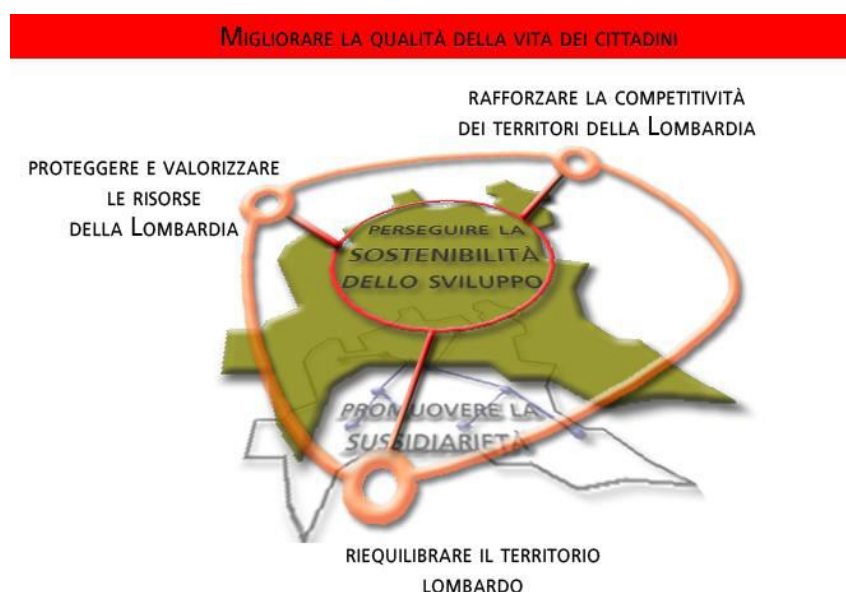 MIGLIORARE LA QUALITÀ DELLA VITA DEI CITTADINI
RAFFORZARE LA COMPETITIVITÀ
DEI TERRITORI DELLA LOMBARDIA
PROTEGGERE E VALORIZZARE
LE RISORSE
DELLA LOMBARDIA
PERSEGUIRE LA
SOSTENIBILITÀ
DELLO SVILUPPO
PROMUOVERE LA
SUSSIDIARIETÀ
RIEQUILIBRARE IL TERRITORIO
LOMBARDO